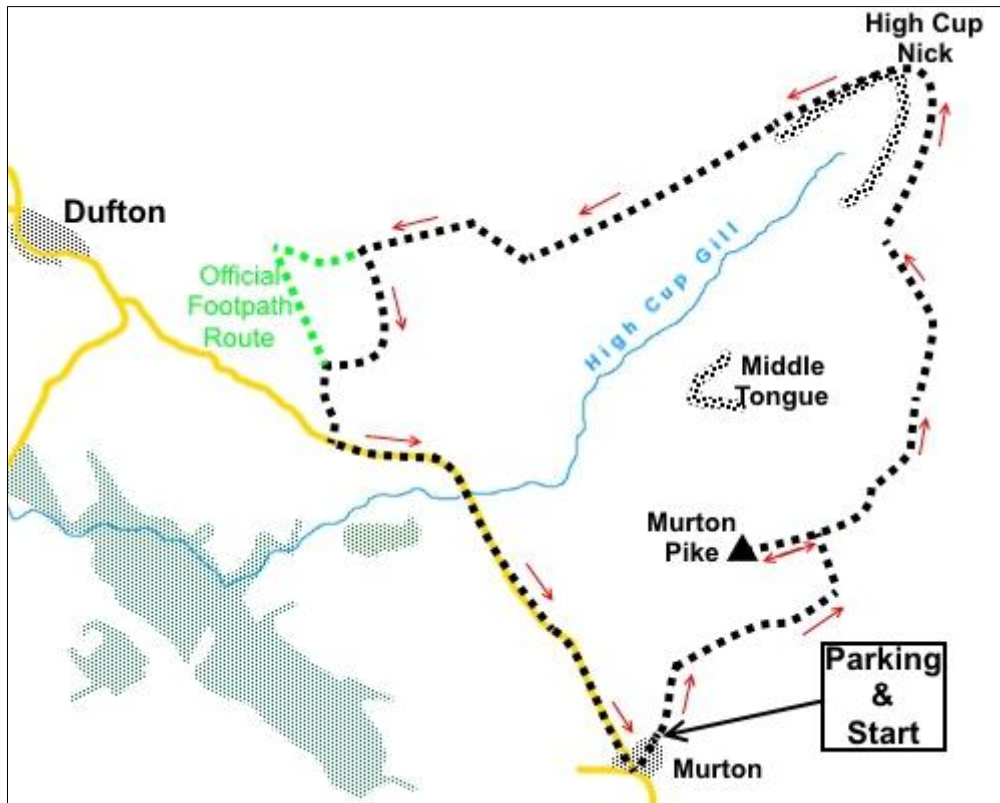 High Cup
Nick
Dufton
Official
Footpath
Route
High Cup Gill
Middle
Tongue
Murton
Pike
Parking
&
Start
Murton